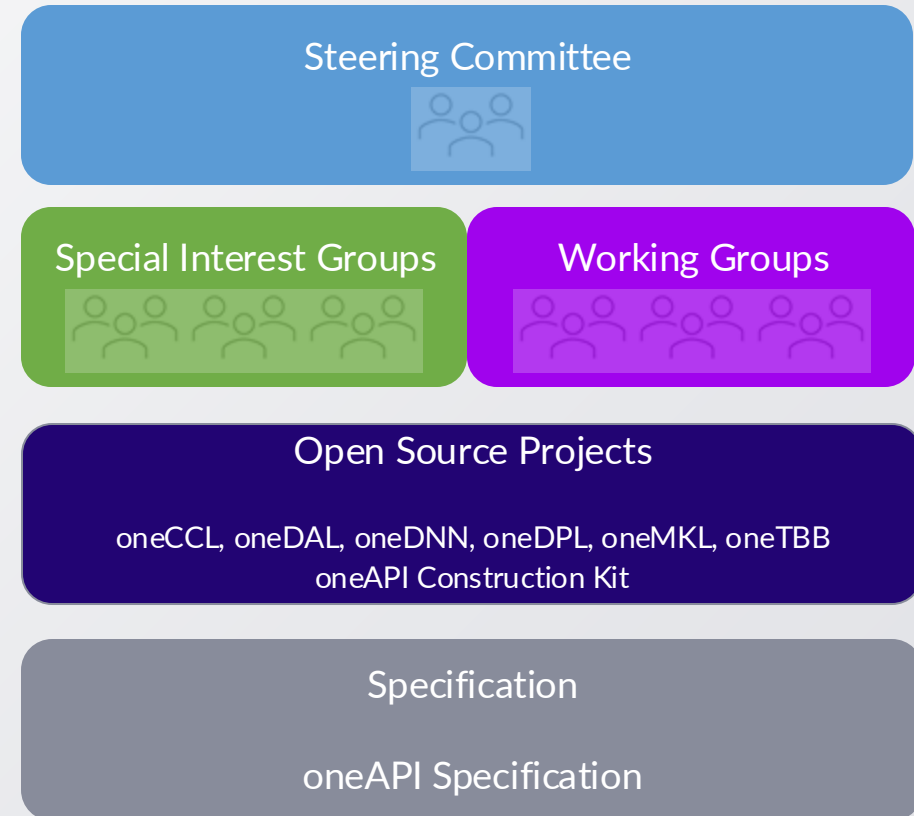 Steering Committee
Special Interest Groups
Working Groups
Open Source Projects
oneCCL, oneDAL, oneDNN, oneDPL, oneMKL, oneTBB
oneAPI Construction Kit
Specification
oneAPI Specification